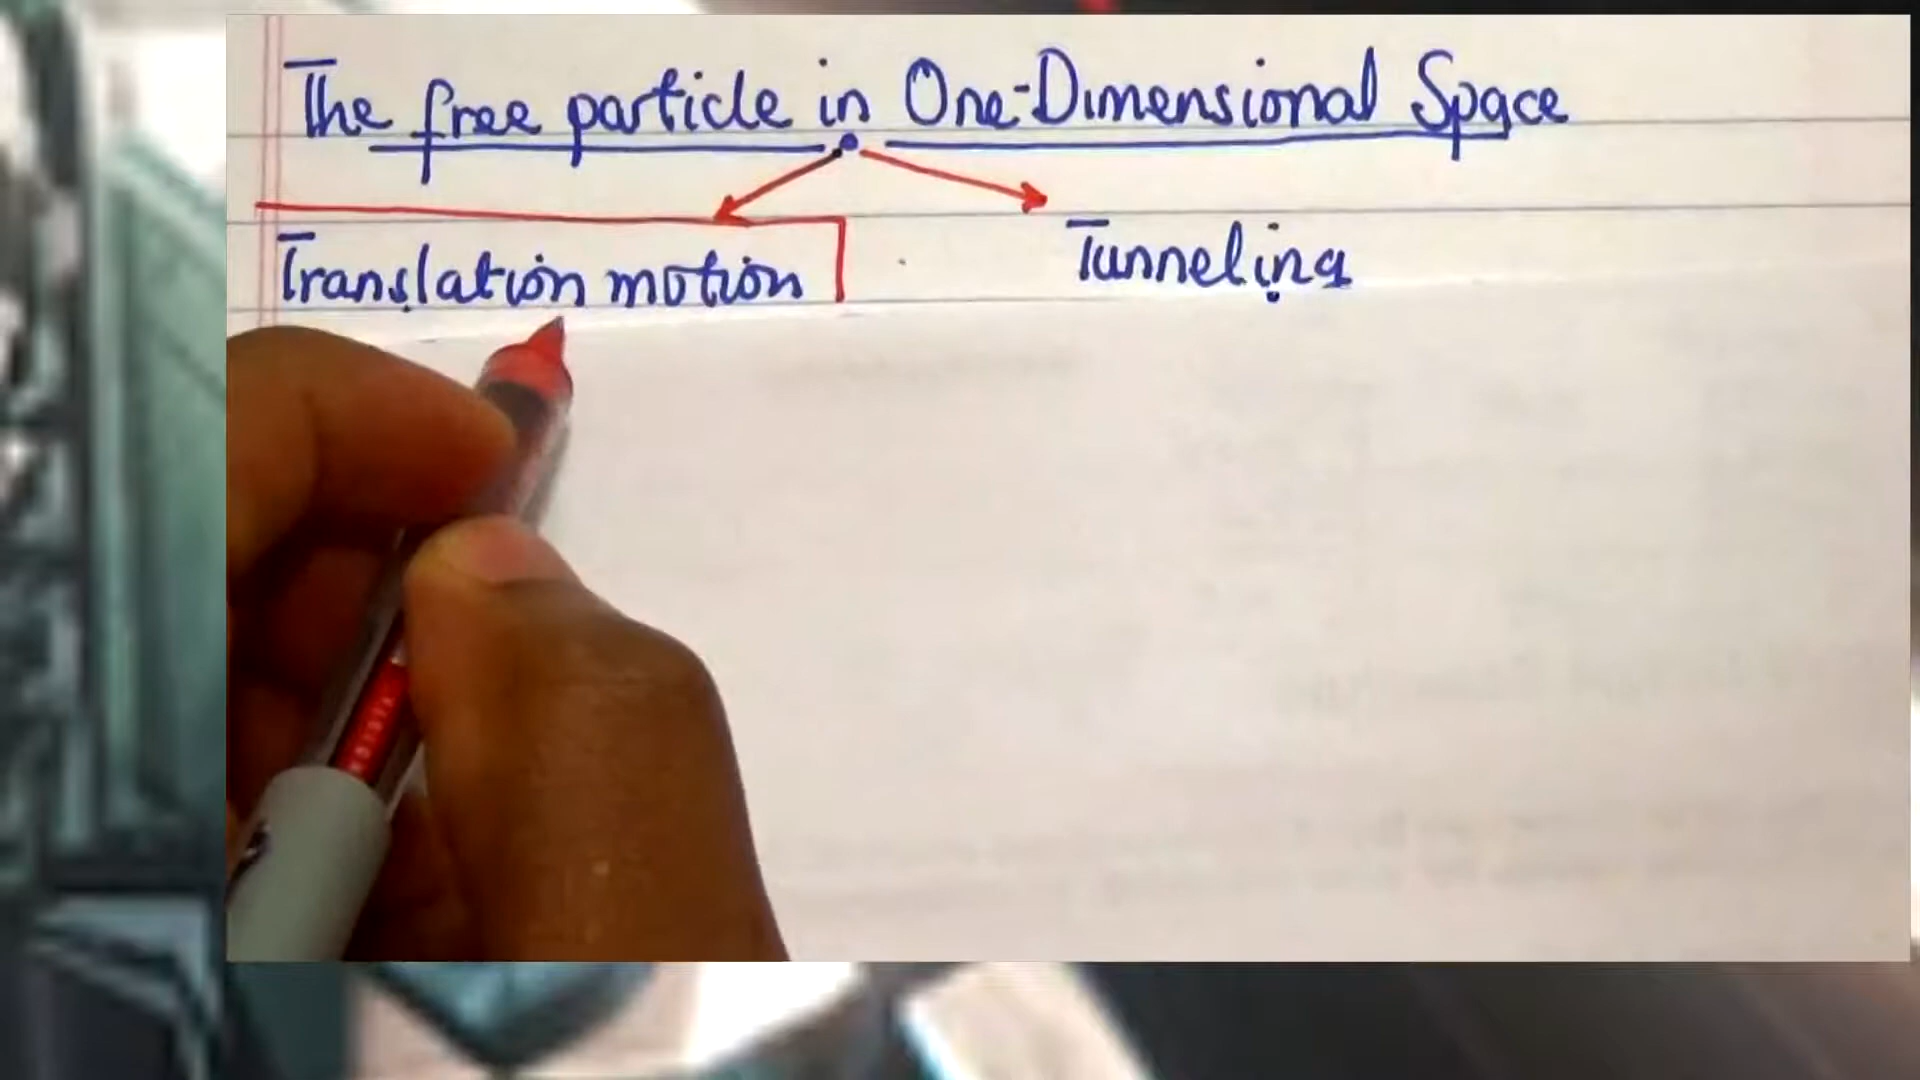 The free particle in One-Dimensional Space
Translation motion
Tunneling